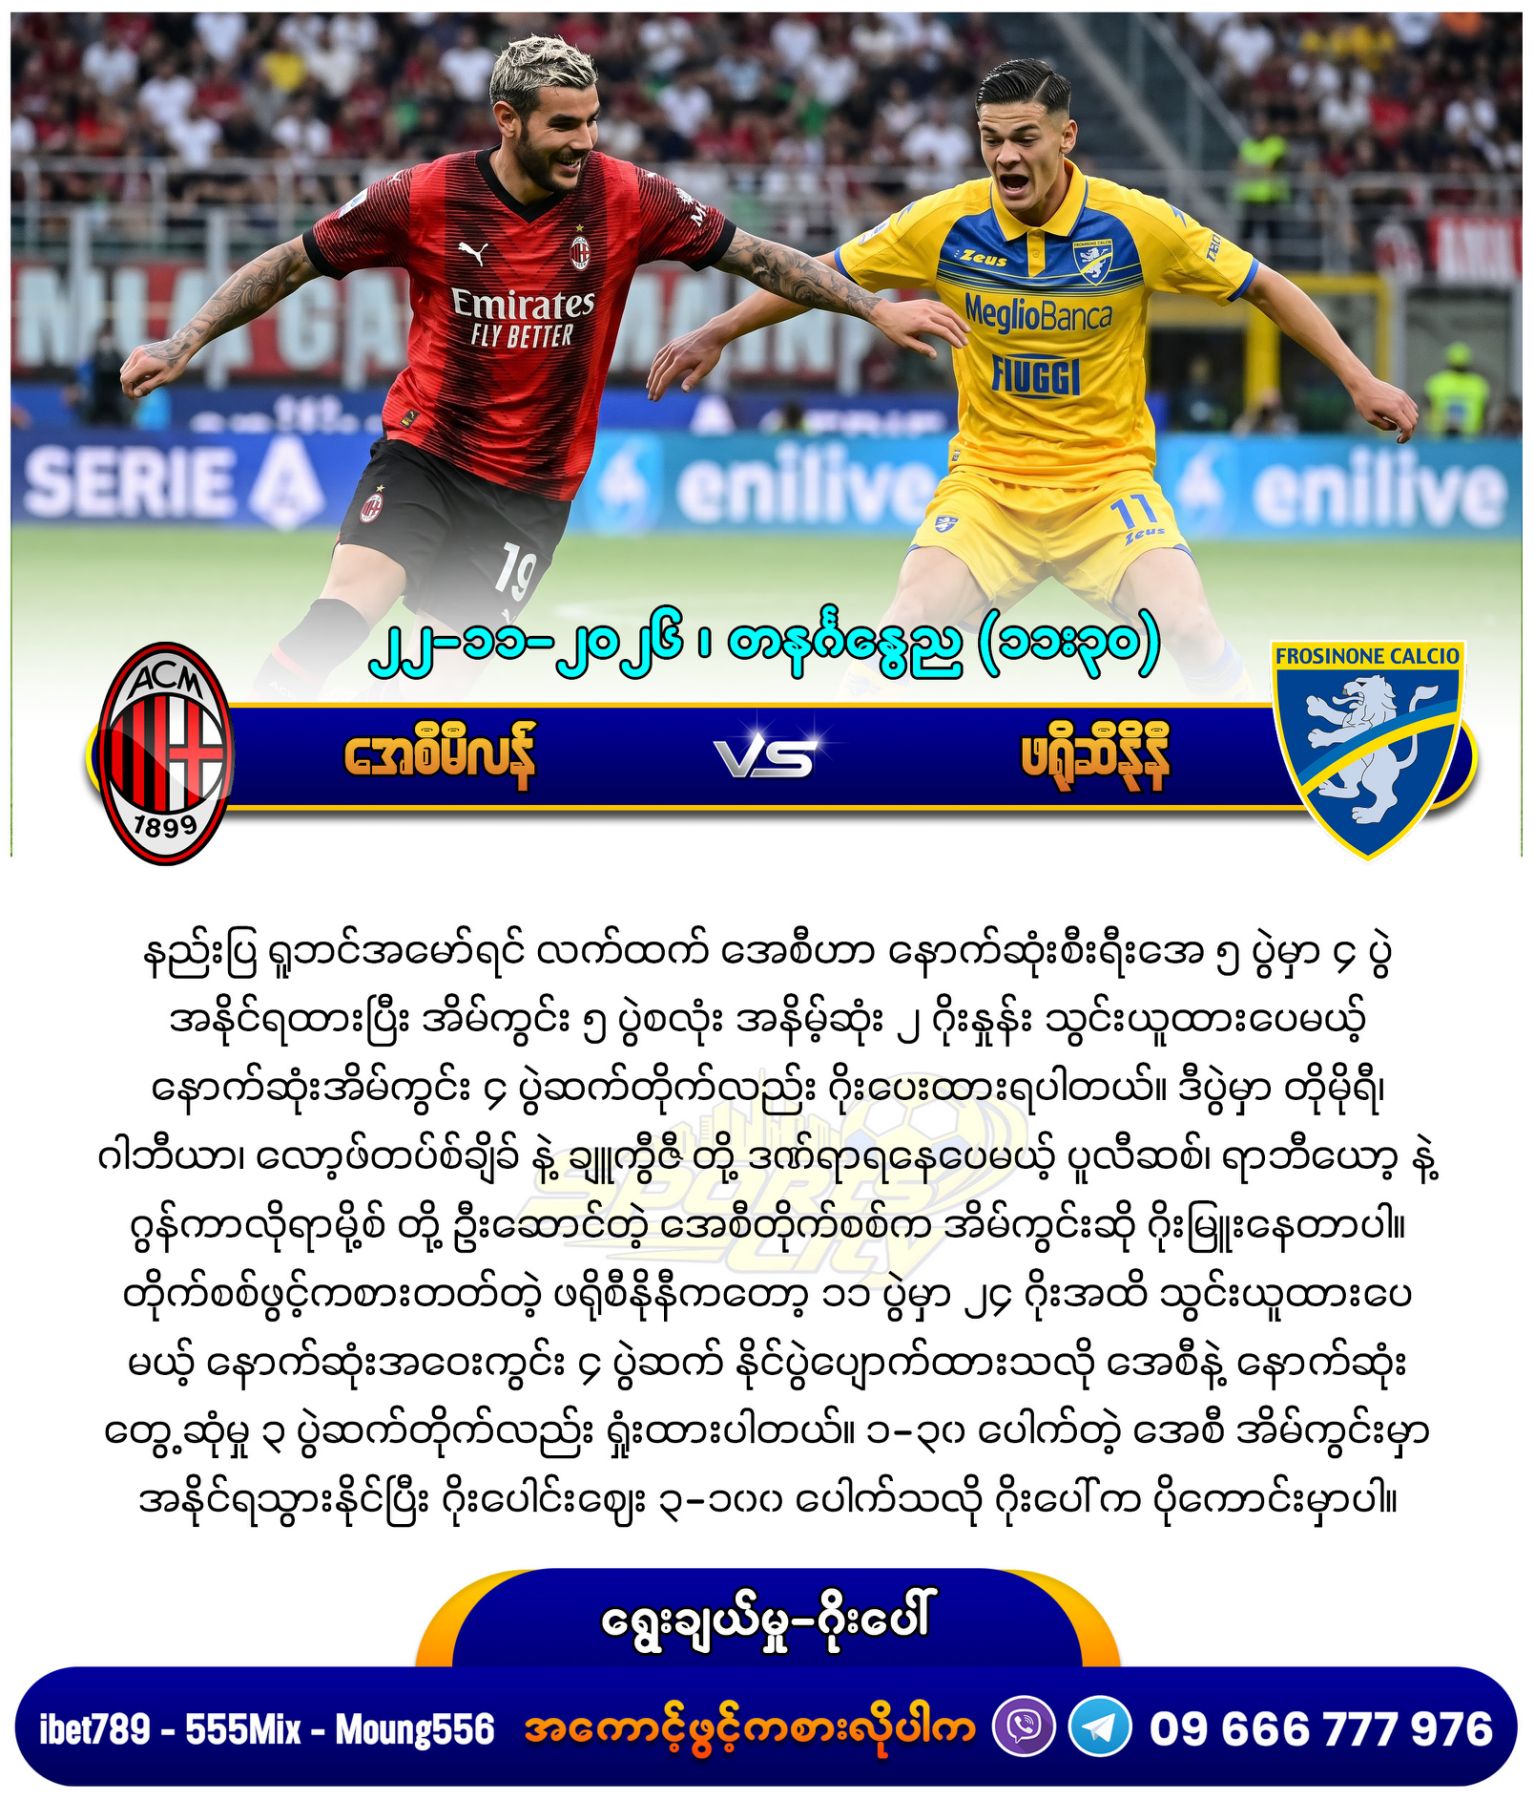 MILAN
Emirates
FLY BETTER
Zeus
FROSINONE CALCIO
MeglioBanca
FIUGGI
SERIE A
enilive
enilive
19
11
Zeus
၂၂-၁၁-၂၀၂၆ ၊ တနင်္ဂနွေည (၁၁း၃၀)
ACM
1899
အေစီမီလန်
VS
ဖရိုဆီနိုနီ
FROSINONE CALCIO
နည်းပြ ရူဘင်အမော်ရင် လက်ထက် အေစီဟာ နောက်ဆုံးစီးရီးအေ ၅ ပွဲမှာ ၄ ပွဲ
အနိုင်ရထားပြီး အိမ်ကွင်း ၅ ပွဲစလုံး အနိမ့်ဆုံး ၂ ဂိုးနှုန်း သွင်းယူထားပေမယ့်
နောက်ဆုံးအိမ်ကွင်း ၄ ပွဲဆက်တိုက်လည်း ဂိုးပေးထားရပါတယ်။ ဒီပွဲမှာ တိုမိုရီ၊
ဂါဘီယာ၊ လော့ဖ်တပ်စ်ချိခ် နဲ့ ချူကွီဇီ တို့ ဒဏ်ရာရနေပေမယ့် ပူလီဆစ်၊ ရာဘီယော့ နဲ့
ဂွန်ကာလိုရာမို့စ် တို့ ဦးဆောင်တဲ့ အေစီတိုက်စစ်က အိမ်ကွင်းဆို ဂိုးမြူးနေတာပါ။
တိုက်စစ်ဖွင့်ကစားတတ်တဲ့ ဖရိုစီနိုနီကတော့ ၁၁ ပွဲမှာ ၂၄ ဂိုးအထိ သွင်းယူထားပေ
မယ့် နောက်ဆုံးအဝေးကွင်း ၄ ပွဲဆက် နိုင်ပွဲပျောက်ထားသလို အေစီနဲ့ နောက်ဆုံး
တွေ့ဆုံမှု ၃ ပွဲဆက်တိုက်လည်း ရှုံးထားပါတယ်။ ၁-၃၀ ပေါက်တဲ့ အေစီ အိမ်ကွင်းမှာ
အနိုင်ရသွားနိုင်ပြီး ဂိုးပေါင်းဈေး ၃-၁၀၀ ပေါက်သလို ဂိုးပေါ်က ပိုကောင်းမှာပါ။
SPORTS
CITY
ရွေးချယ်မှု-ဂိုးပေါ်
ibet789 - 555Mix - Moung556 အကောင့်ဖွင့်ကစားလိုပါက 09 666 777 976